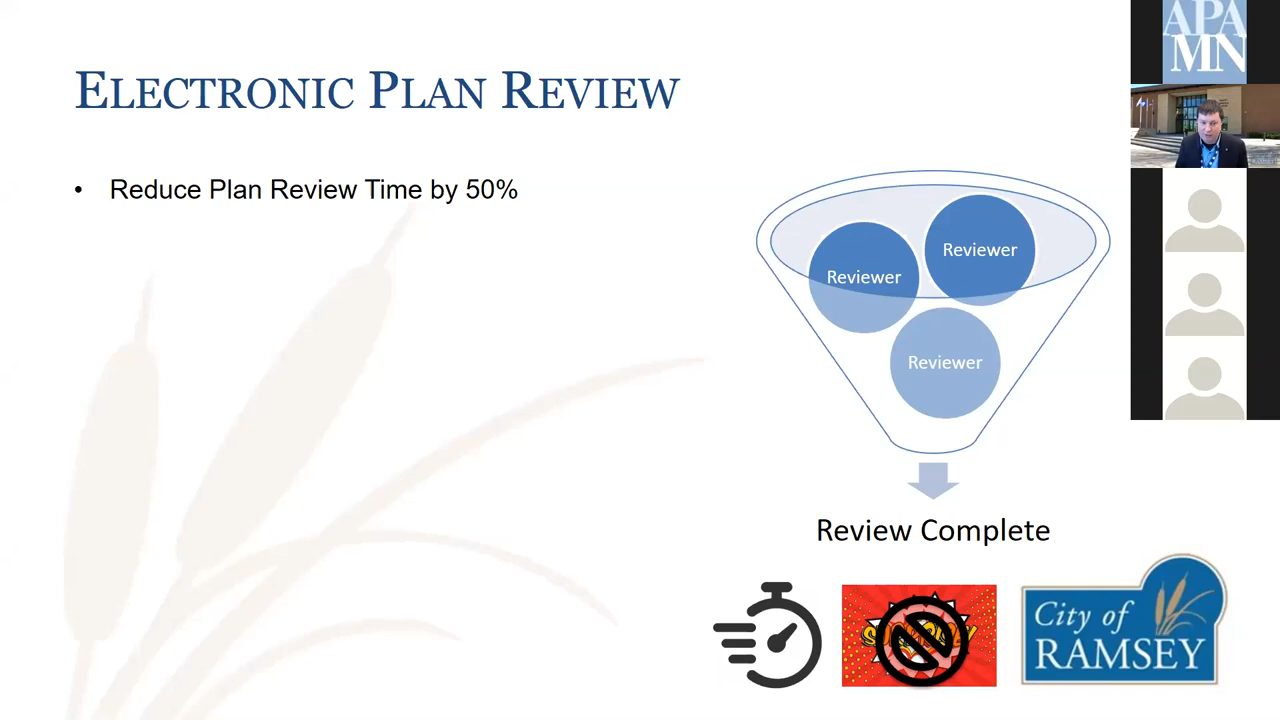 ELECTRONIC PLAN REVIEW
• Reduce Plan Review Time by 50%
Reviewer
Reviewer
Reviewer
Review Complete
City of
RAMSEY
APA
MN